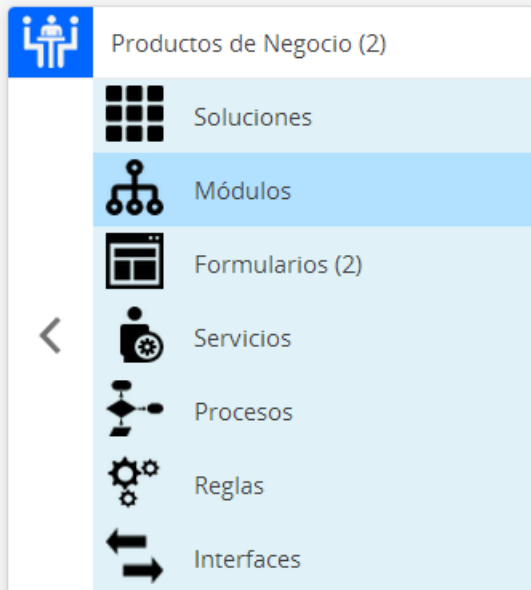 Productos de Negocio (2)
Soluciones
Módulos
Formularios (2)
Servicios
Procesos
Reglas
Interfaces